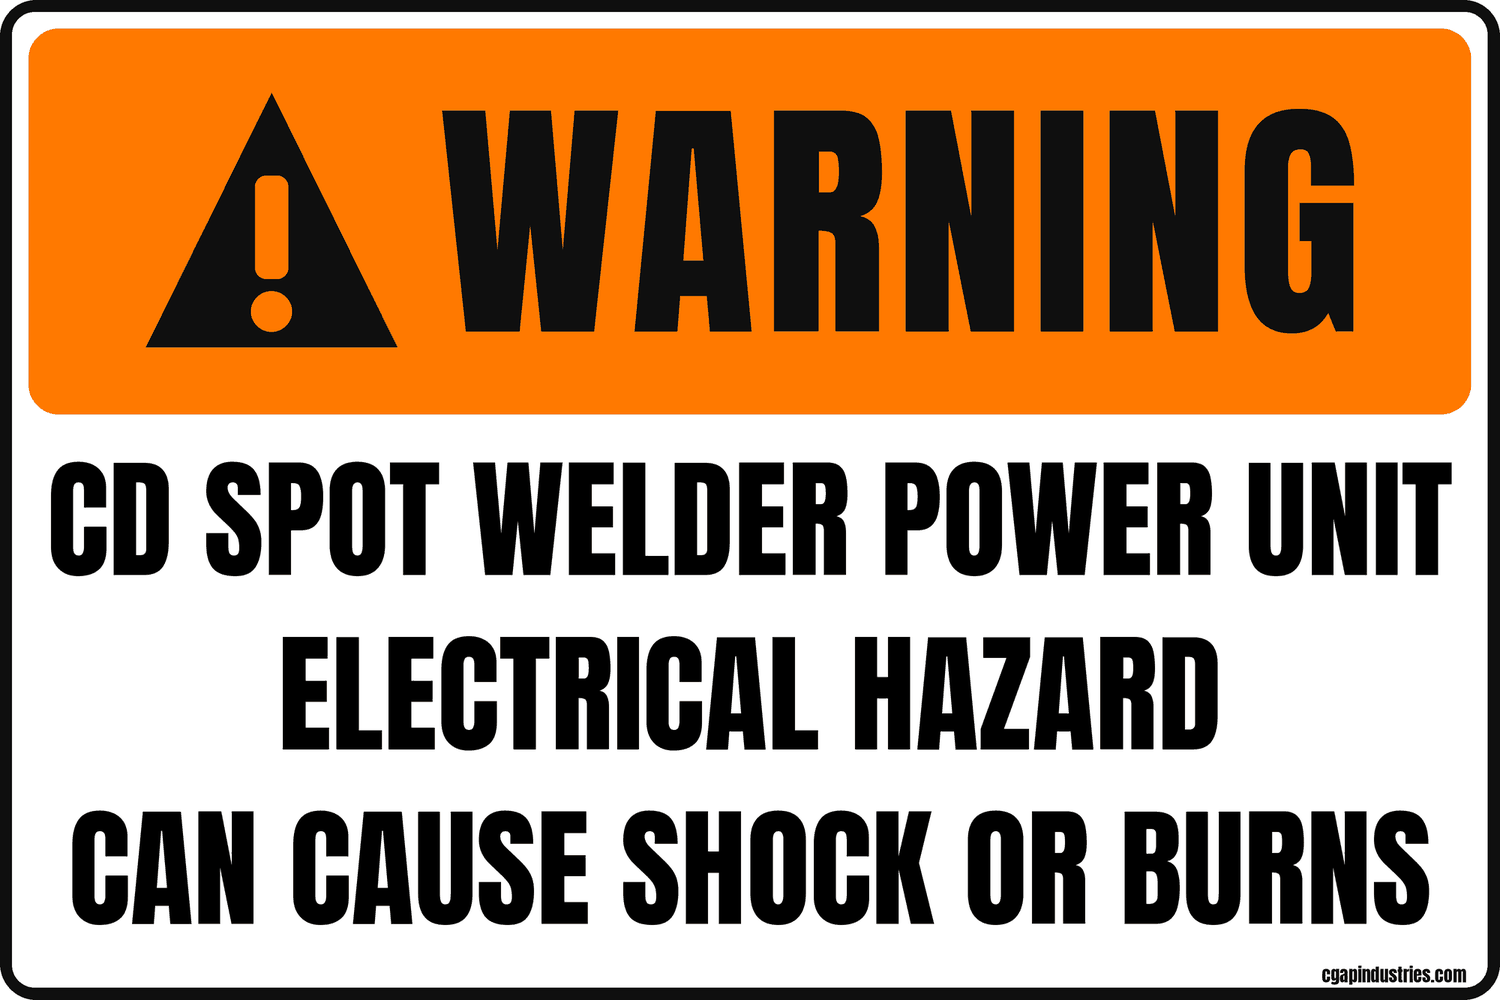 WARNING
CD SPOT WELDER POWER UNIT
ELECTRICAL HAZARD
CAN CAUSE SHOCK OR BURNS
cgapindustries.com